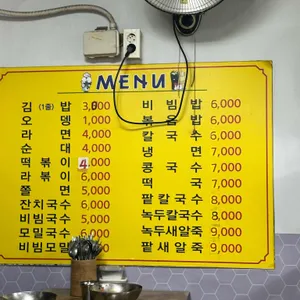 MENU
김 (1줄) 밥 3,000
오 뎅 1,000
라 면 4,000
순 대 4,000
떡 볶 이 4,000
라 볶 이 6,000
쫄 면 5,000
잔치국수 6,000
비빔국수 5,000
모밀국수 6,000
비빔모밀
비 빔 밥 6,000
볶 음 밥 6,000
칼 국 수 6,000
냉 면 7,000
콩 국 수 7,000
떡 국 7,000
팥칼국수 8,000
녹두칼국수 8,000
녹두새알죽 9,000
팥새알죽 9,000